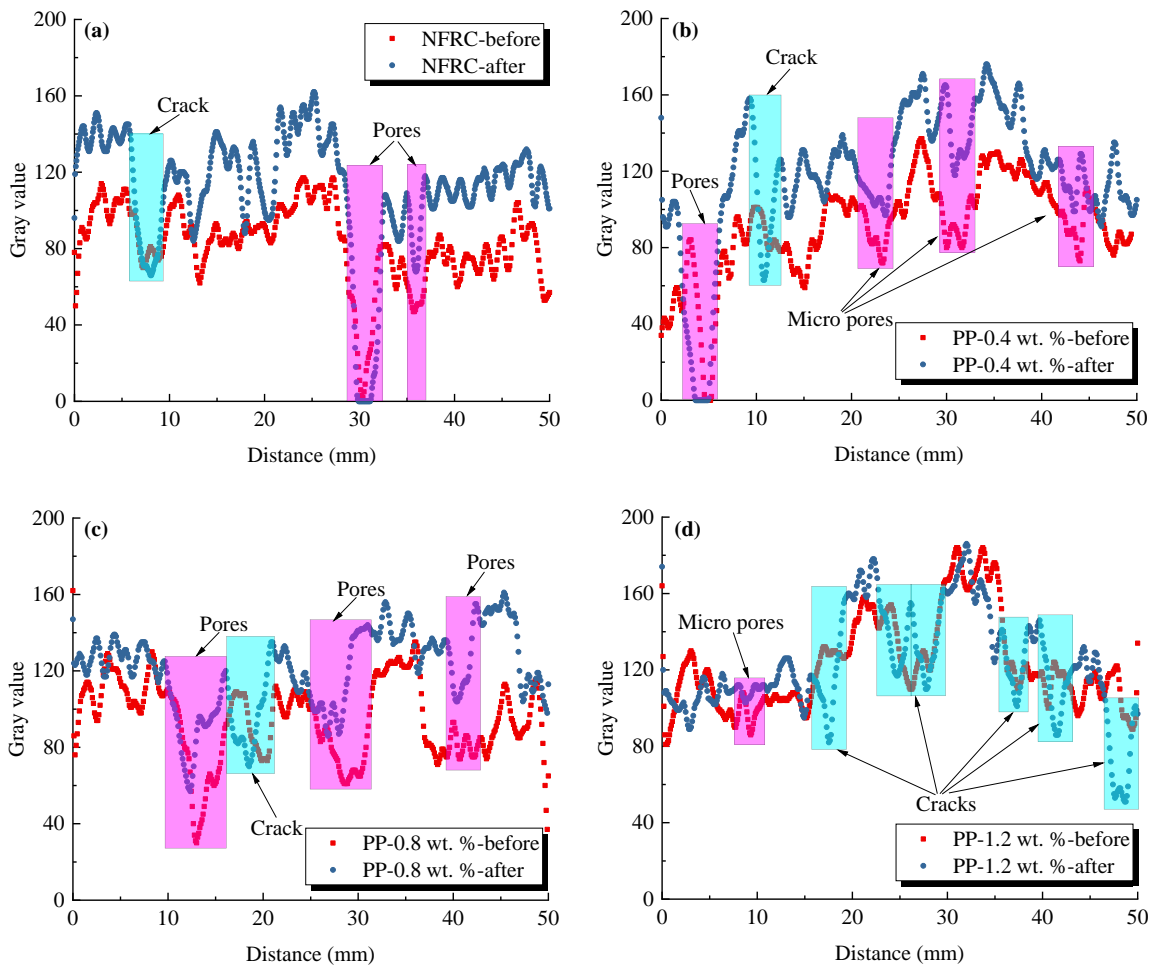 (a)
NFRC-before
NFRC-after
Crack
Pores
Gray value
200
160
120
80
40
0
0 10 20 30 40 50
Distance (mm)
(b)
Crack
Pores
Micro pores
PP-0.4 wt. %-before
PP-0.4 wt. %-after
Gray value
200
160
120
80
40
0
0 10 20 30 40 50
Distance (mm)
(c)
Pores
Pores
Pores
Crack
PP-0.8 wt. %-before
PP-0.8 wt. %-after
Gray value
200
160
120
80
40
0
0 10 20 30 40 50
Distance (mm)
(d)
Micro pores
Cracks
PP-1.2 wt. %-before
PP-1.2 wt. %-after
Gray value
200
160
120
80
40
0
0 10 20 30 40 50
Distance (mm)